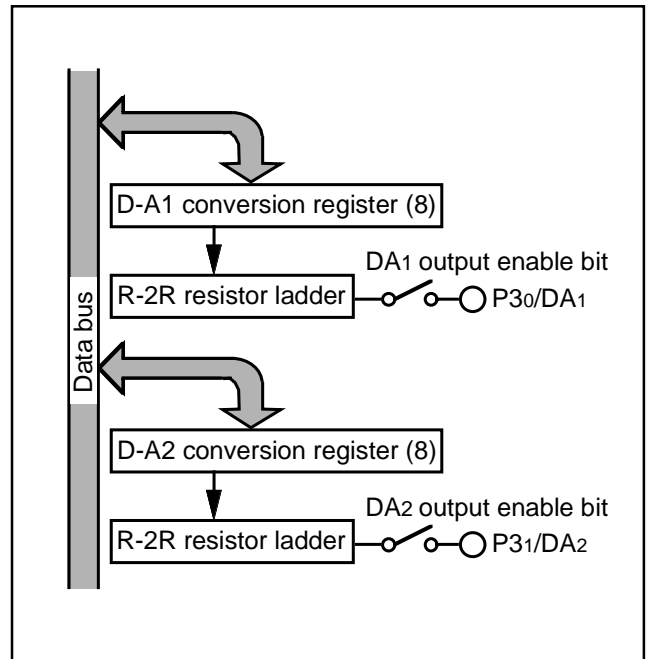 D-A1 conversion register (8)
DA1 output enable bit
R-2R resistor ladder
P30/DA1
Data bus
D-A2 conversion register (8)
DA2 output enable bit
R-2R resistor ladder
P31/DA2